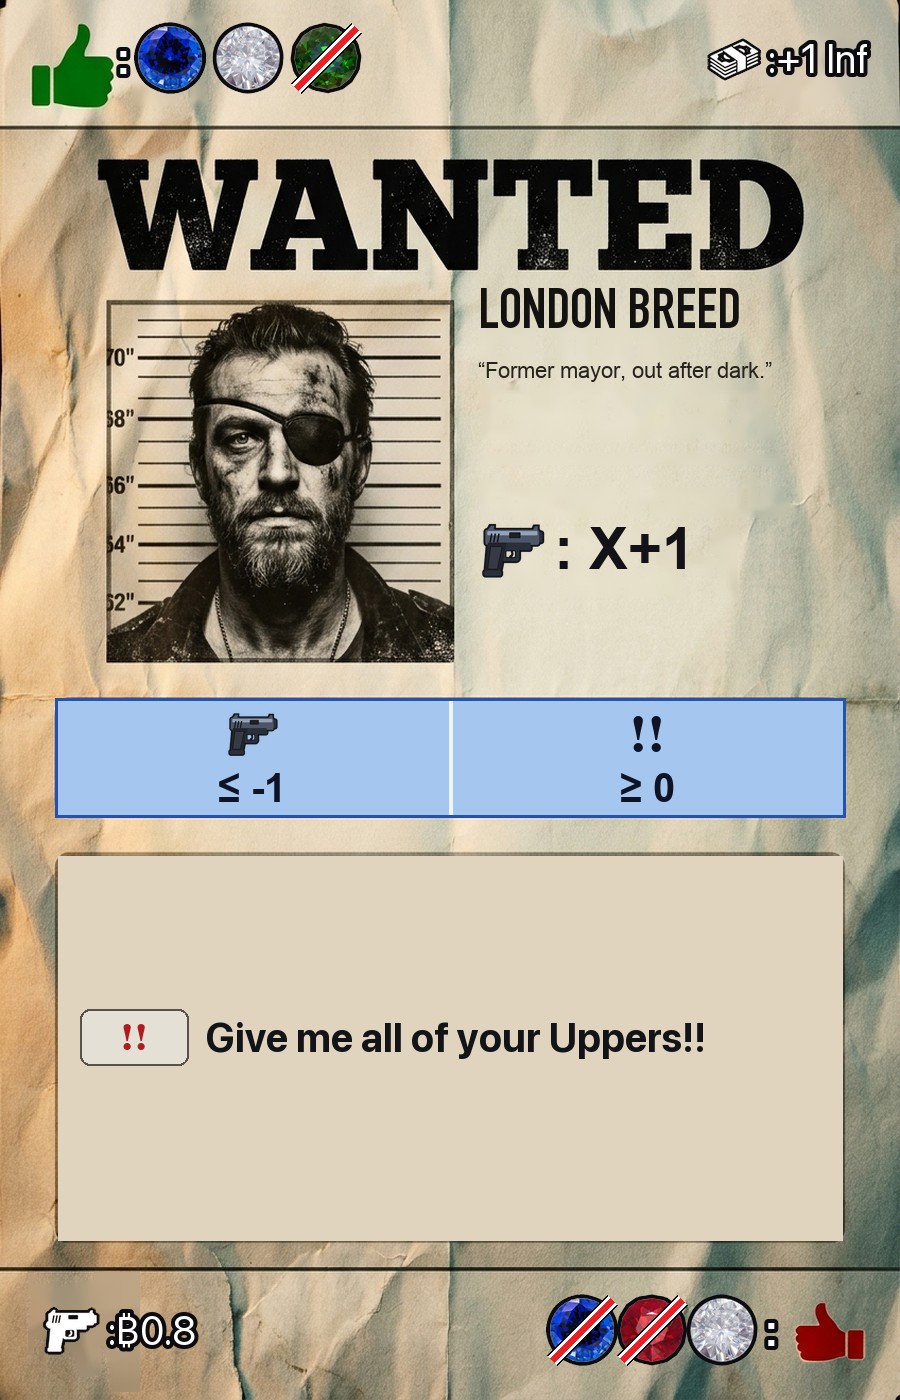 : :+1 Inf
WANTED
LONDON BREED
“Former mayor, out after dark.”
70"
68"
66"
64"
62"
: X+1
≤ -1
!!
≥ 0
!! Give me all of your Uppers!!
:₿0.8 :